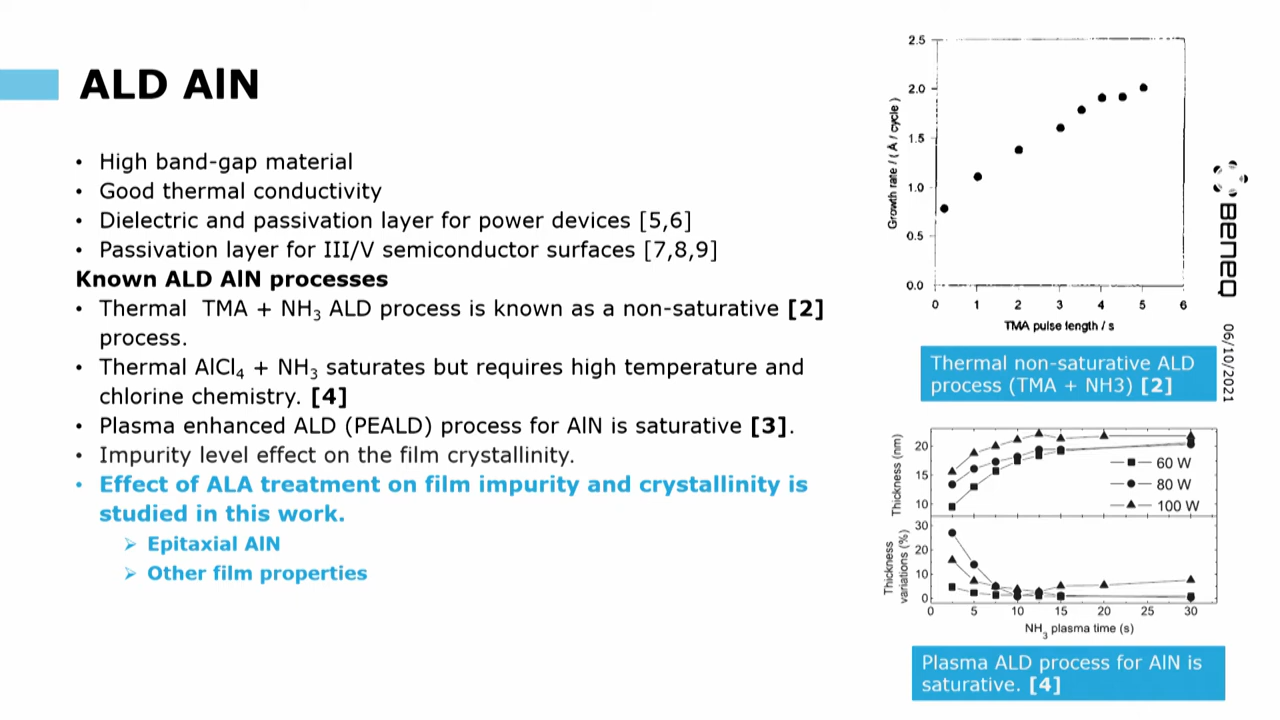 ALD AlN
• High band-gap material
• Good thermal conductivity
• Dielectric and passivation layer for power devices [5,6]
• Passivation layer for III/V semiconductor surfaces [7,8,9]
Known ALD AlN processes
• Thermal  TMA + NH₃ ALD process is known as a non-saturative [2]
process.
• Thermal AlCl₄ + NH₃ saturates but requires high temperature and
chlorine chemistry. [4]
• Plasma enhanced ALD (PEALD) process for AlN is saturative [3].
• Impurity level effect on the film crystallinity.
• Effect of ALA treatment on film impurity and crystallinity is
studied in this work.
➢ Epitaxial AlN
➢ Other film properties
Growth rate / ( Å / cycle )
2.5
2.0
1.5
1.0
0.5
0.0
0 1 2 3 4 5 6
TMA pulse length / s
Thermal non-saturative ALD
process (TMA + NH3) [2]
Thickness (nm)
20
15
10
60 W
80 W
100 W
Thickness
variations (%)
30
20
10
0
0 5 10 15 20 25 30
NH₃ plasma time (s)
Plasma ALD process for AlN is
saturative. [4]
BENEQ
06/10/2021